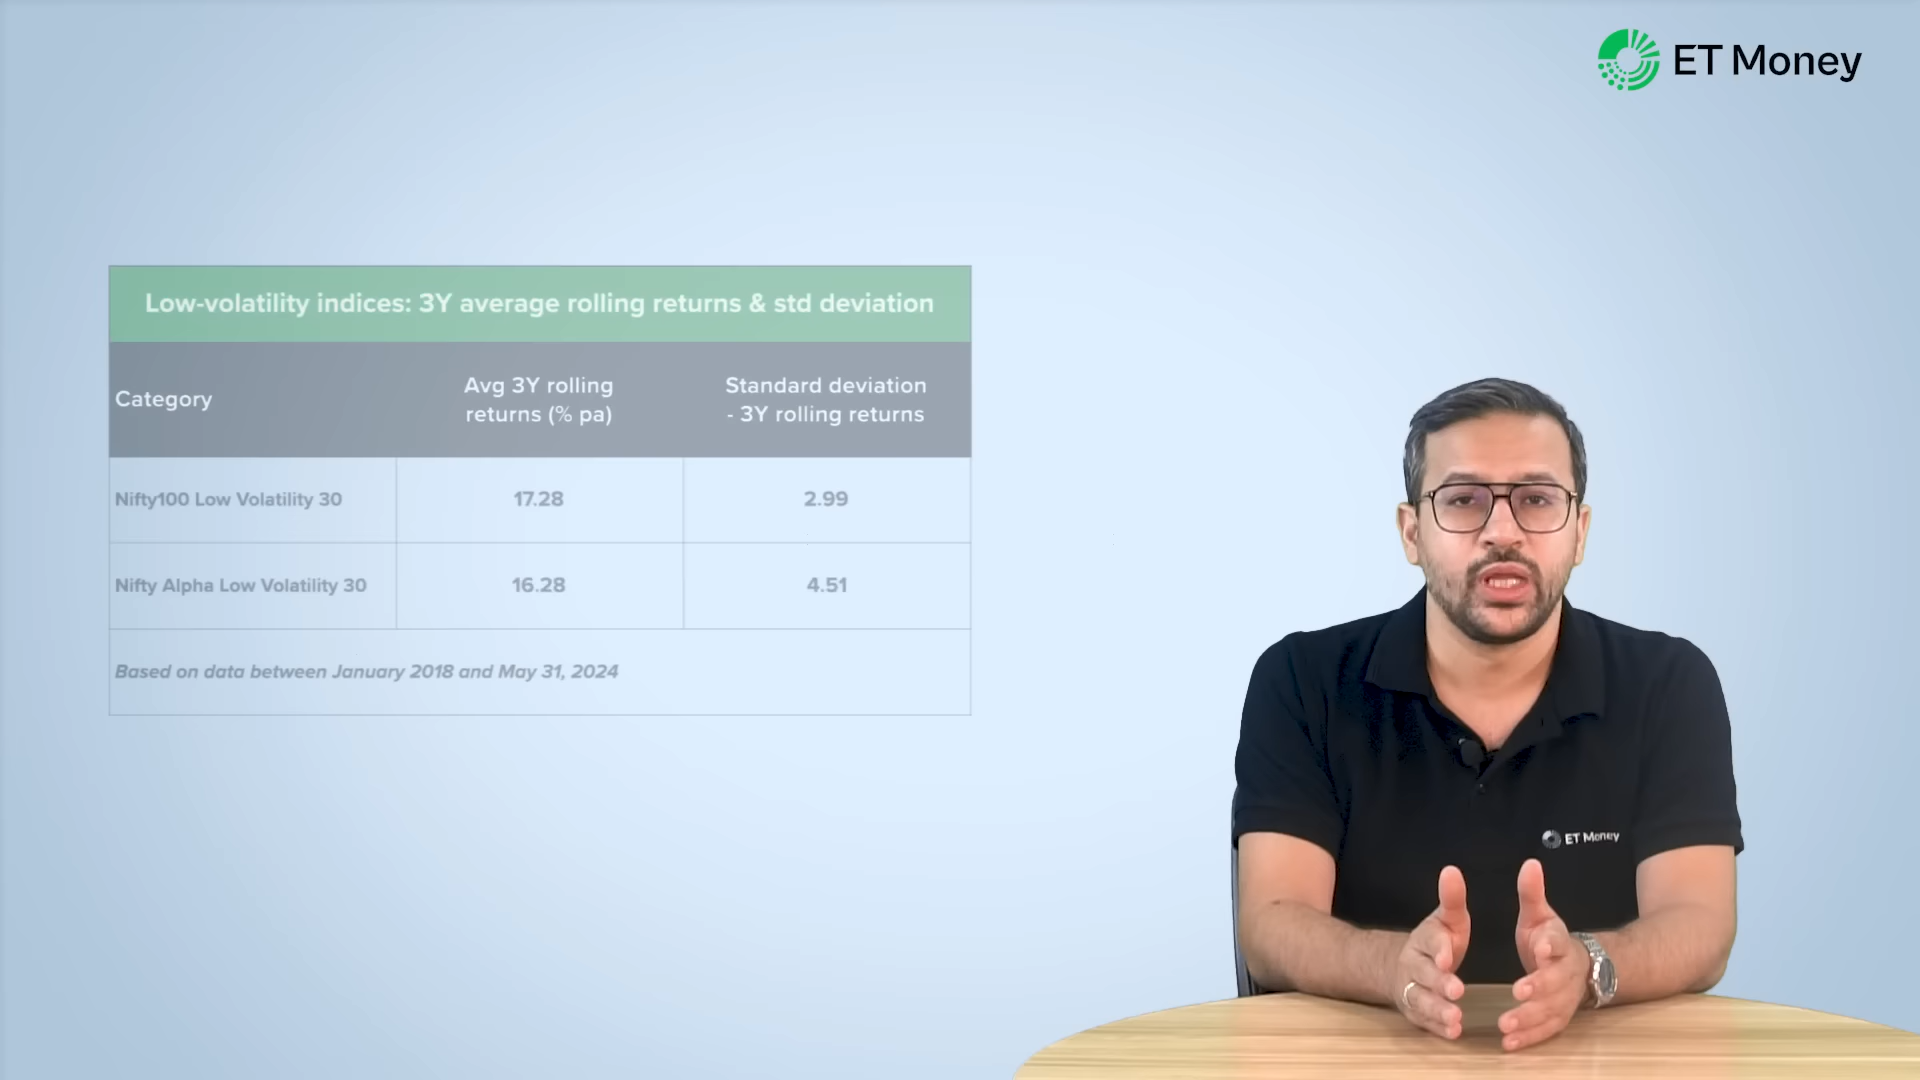 ET Money
Low-volatility indices: 3Y average rolling returns & std deviation
Category
Avg 3Y rolling
returns (% pa)
Standard deviation
- 3Y rolling returns
Nifty100 Low Volatility 30
17.28
2.99
Nifty Alpha Low Volatility 30
16.28
4.51
Based on data between January 2018 and May 31, 2024
ET Money